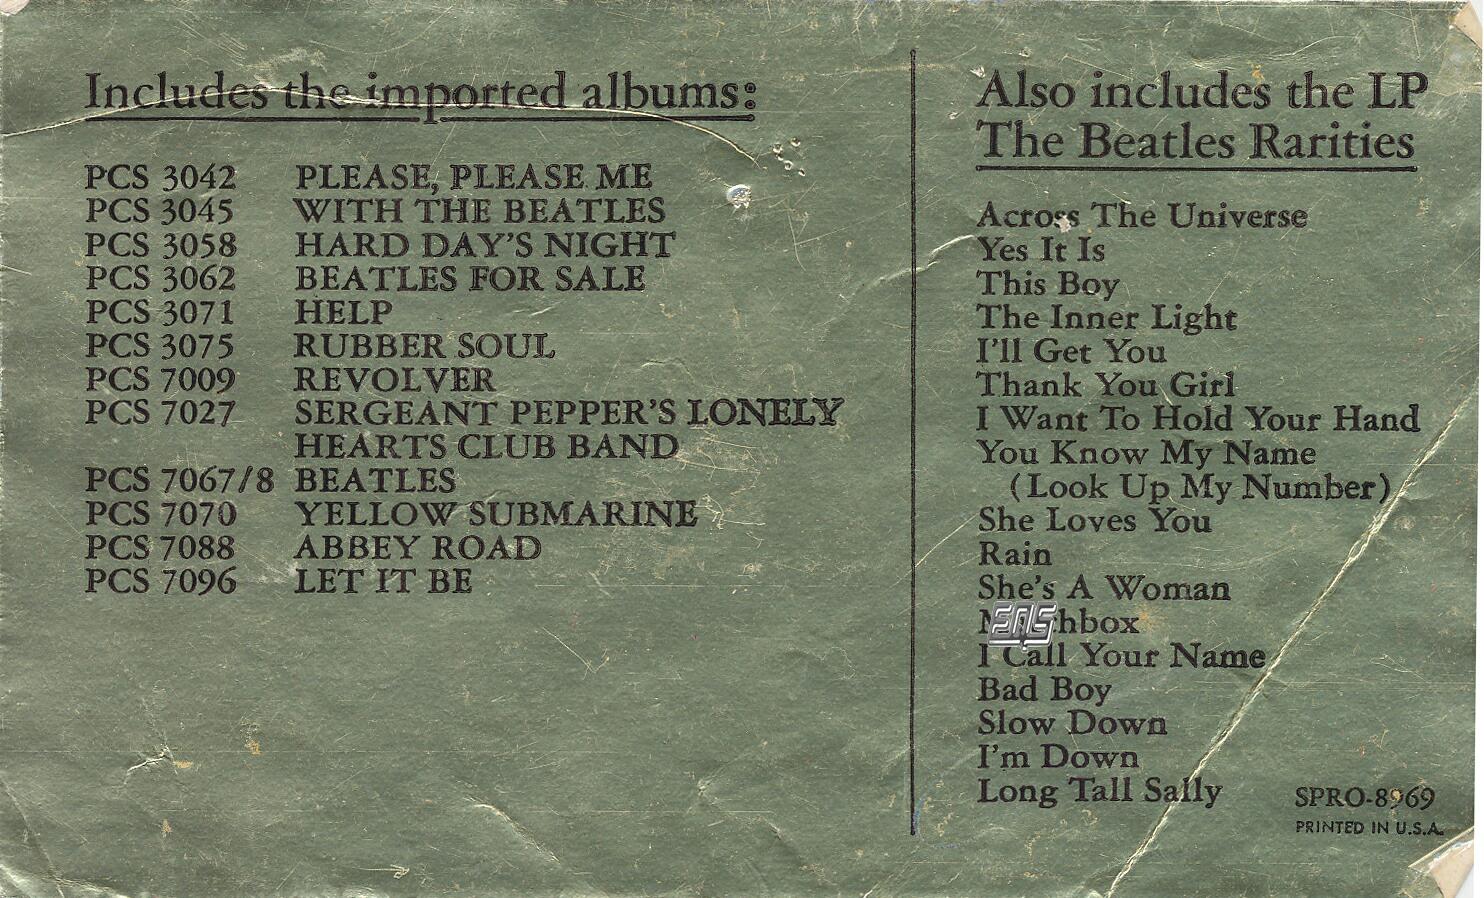 Includes the imported albums:
PCS 3042 PLEASE, PLEASE ME
PCS 3045 WITH THE BEATLES
PCS 3058 HARD DAY'S NIGHT
PCS 3062 BEATLES FOR SALE
PCS 3071 HELP
PCS 3075 RUBBER SOUL
PCS 7009 REVOLVER
PCS 7027 SERGEANT PEPPER'S LONELY
HEARTS CLUB BAND
PCS 7067/8 BEATLES
PCS 7070 YELLOW SUBMARINE
PCS 7088 ABBEY ROAD
PCS 7096 LET IT BE
Also includes the LP
The Beatles Rarities
Across The Universe
Yes It Is
This Boy
The Inner Light
I'll Get You
Thank You Girl
I Want To Hold Your Hand
You Know My Name
(Look Up My Number)
She Loves You
Rain
She's A Woman
I Call Your Name
Bad Boy
Slow Down
I'm Down
Long Tall Sally
SPRO-8969
PRINTED IN U.S.A.